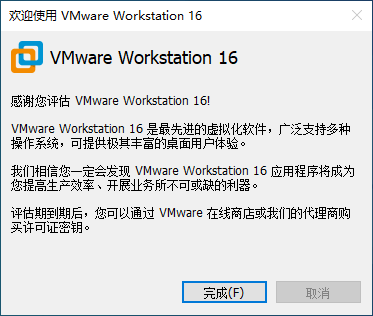 欢迎使用 VMware Workstation 16
VMware Workstation 16
感谢您评估 VMware Workstation 16!
VMware Workstation 16 是最先进的虚拟化软件，广泛支持多种
操作系统，可提供极其丰富的桌面用户体验。
我们相信您一定会发现 VMware Workstation 16 应用程序将成为
您提高生产效率、开展业务所不可或缺的利器。
评估期到期后，您可以通过 VMware 在线商店或我们的代理商购
买许可证密钥。
完成(F)
取消